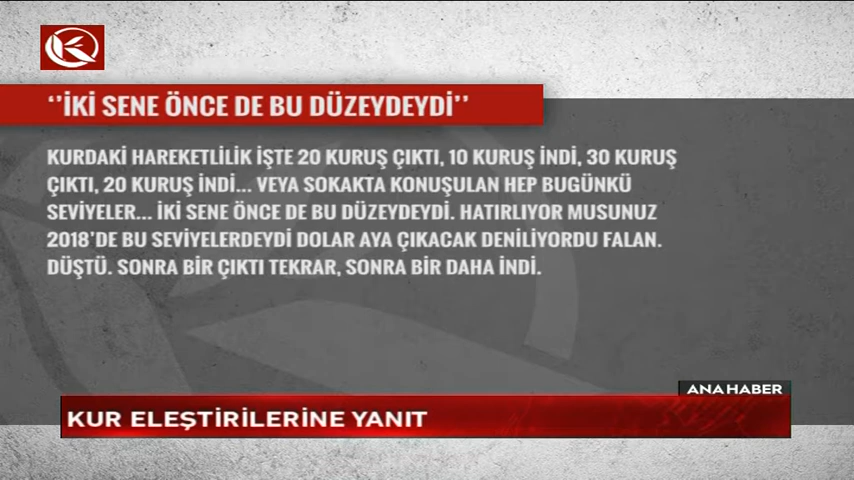 ‘’İKİ SENE ÖNCE DE BU DÜZEYDEYDİ’’
KURDAKİ HAREKETLİLİK İŞTE 20 KURUŞ ÇIKTI, 10 KURUŞ İNDİ, 30 KURUŞ
ÇIKTI, 20 KURUŞ İNDİ... VEYA SOKAKTA KONUŞULAN HEP BUGÜNKÜ
SEVİYELER... İKİ SENE ÖNCE DE BU DÜZEYDEYDİ. HATIRLIYOR MUSUNUZ
2018’DE BU SEVİYELERDEYDİ DOLAR AYA ÇIKACAK DENİLİYORDU FALAN.
DÜŞTÜ. SONRA BİR ÇIKTI TEKRAR, SONRA BİR DAHA İNDİ.
ANA HABER
KUR ELEŞTİRİLERİNE YANIT